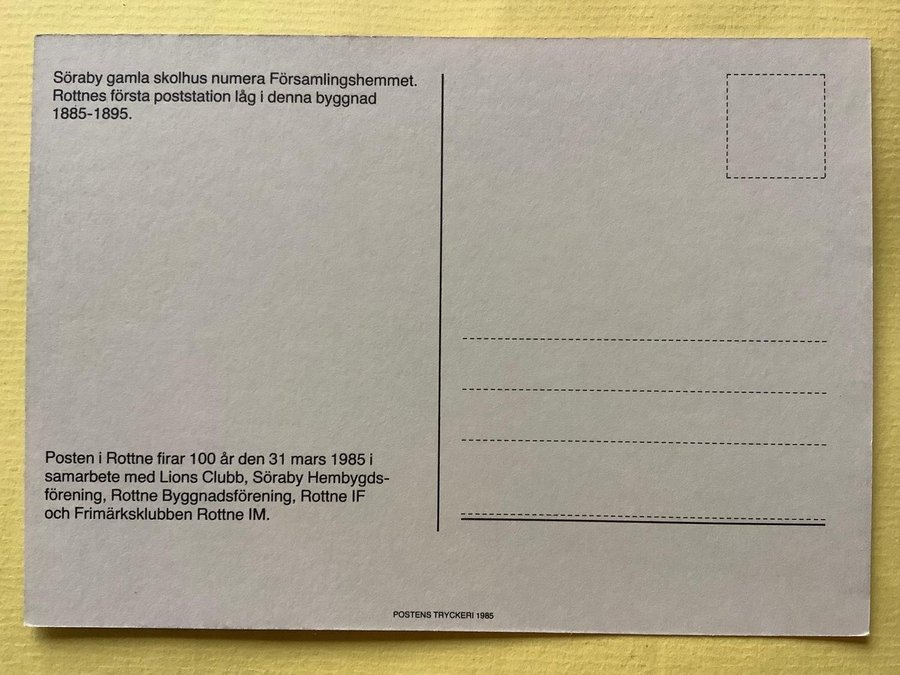 Söraby gamla skolhus numera Församlingshemmet.
Rottnes första poststation låg i denna byggnad
1885-1895.
Posten i Rottne firar 100 år den 31 mars 1985 i
samarbete med Lions Clubb, Söraby Hembygds-
förening, Rottne Byggnadsförening, Rottne IF
och Frimärksklubben Rottne IM.
POSTENS TRYCKERI 1985